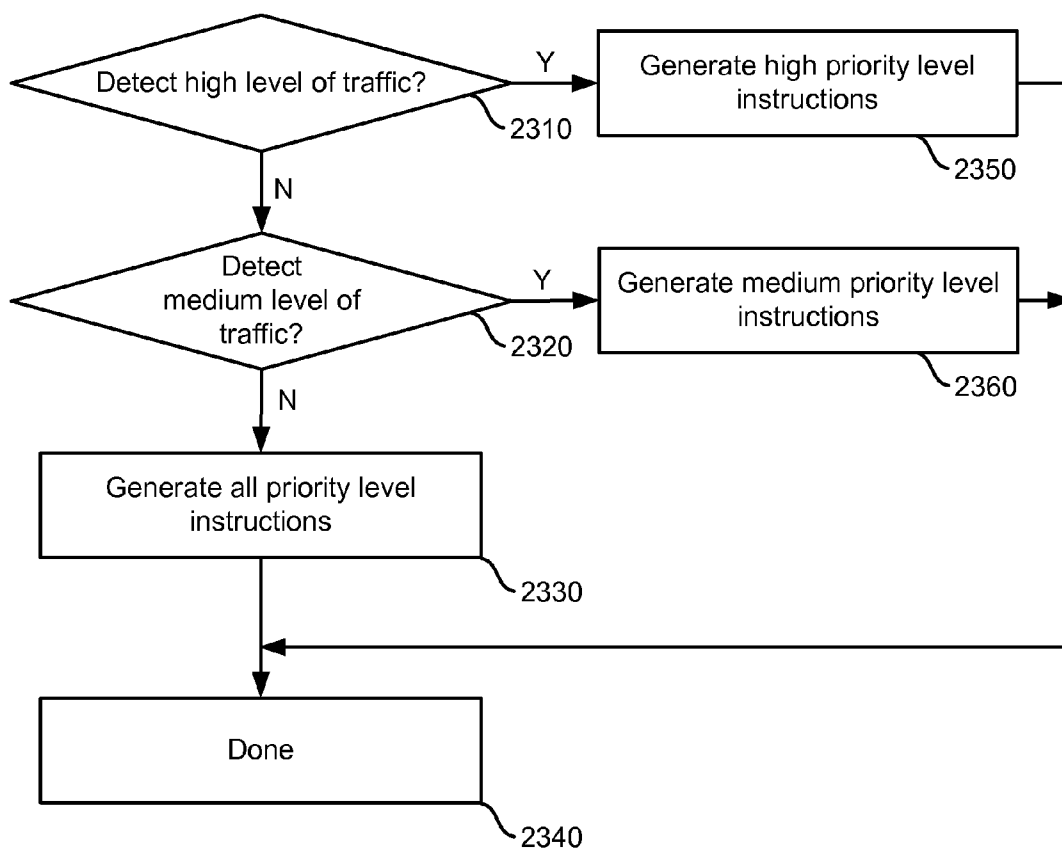 Detect high level of traffic?
Y
Generate high priority level
instructions
2310
2350
N
Detect
medium level of
traffic?
Y
Generate medium priority level
instructions
2320
2360
N
Generate all priority level
instructions
2330
Done
2340